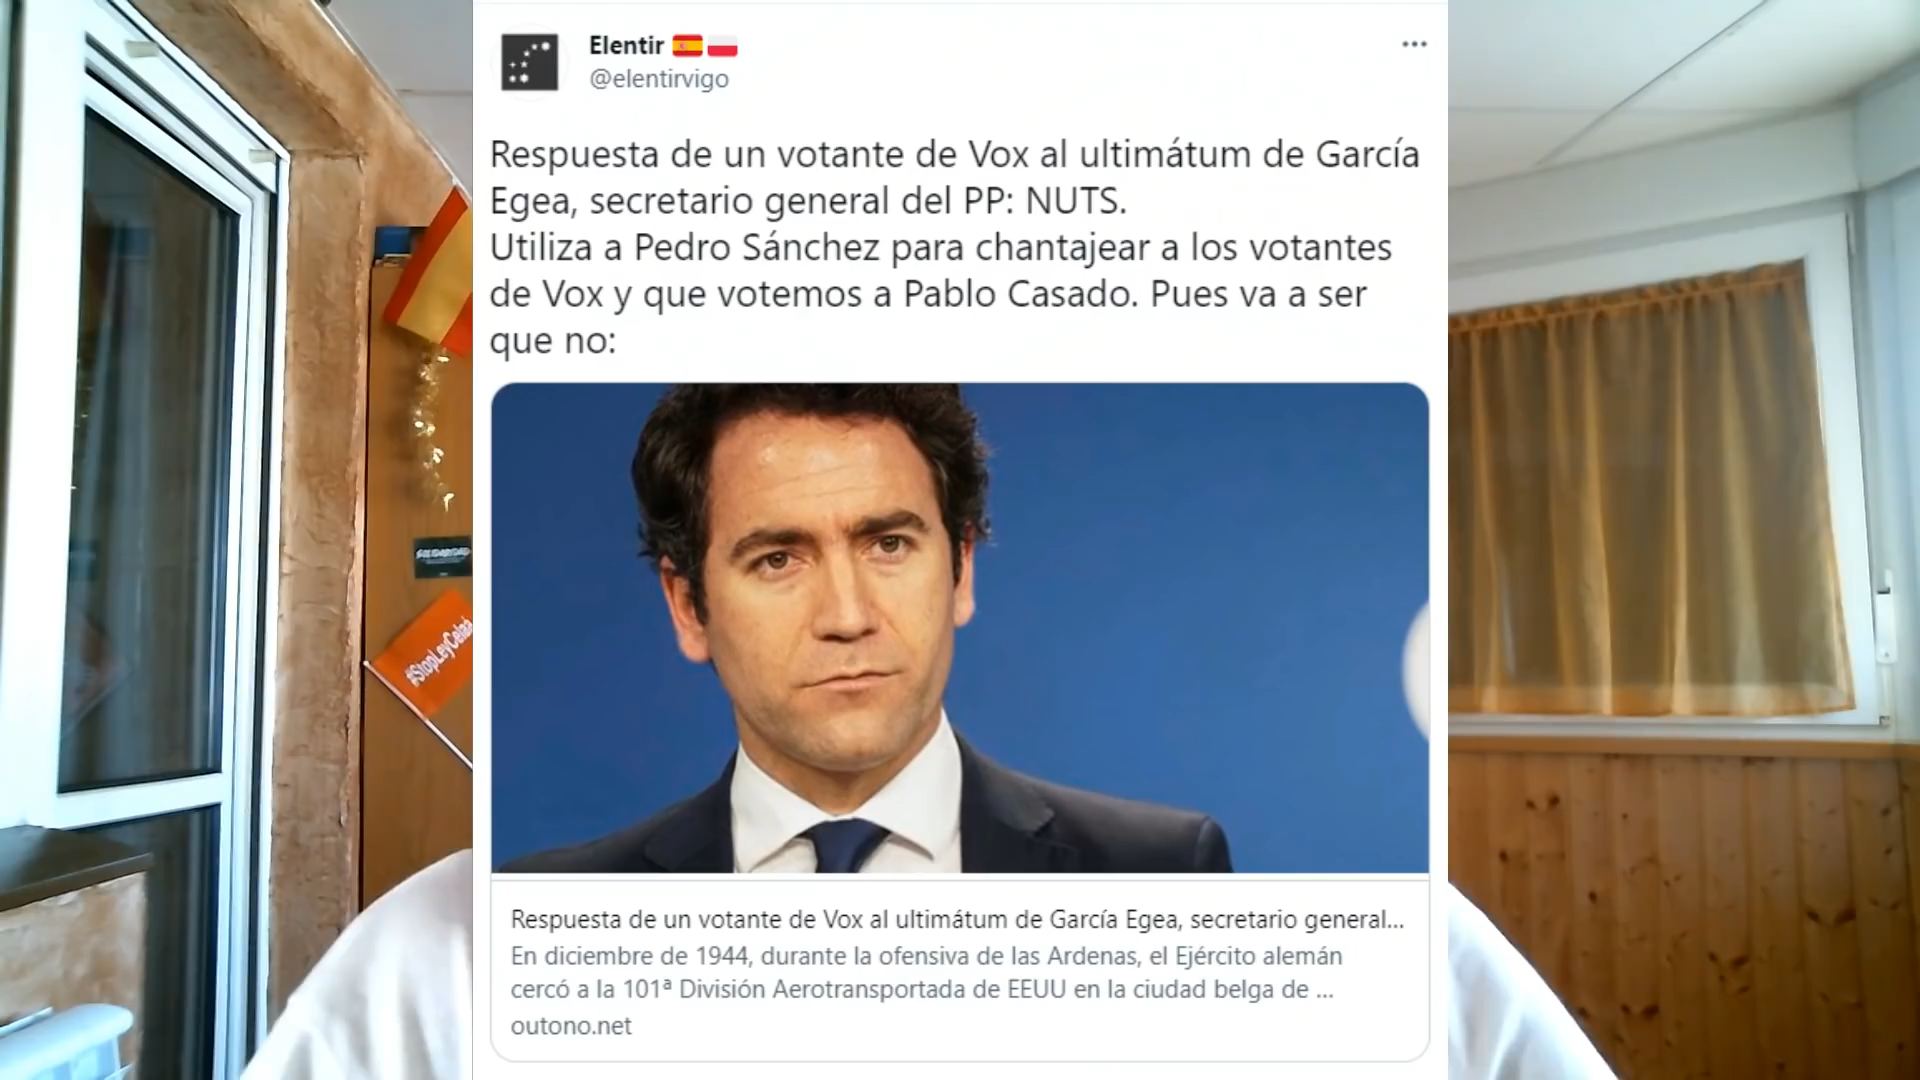 Elentir
@elentirvigo
Respuesta de un votante de Vox al ultimátum de García
Egea, secretario general del PP: NUTS.
Utiliza a Pedro Sánchez para chantajear a los votantes
de Vox y que votemos a Pablo Casado. Pues va a ser
que no:
SOLIDARIDAD
#StopLeyCelaá
Respuesta de un votante de Vox al ultimátum de García Egea, secretario general...
En diciembre de 1944, durante la ofensiva de las Ardenas, el Ejército alemán
cercó a la 101ª División Aerotransportada de EEUU en la ciudad belga de ...
outono.net